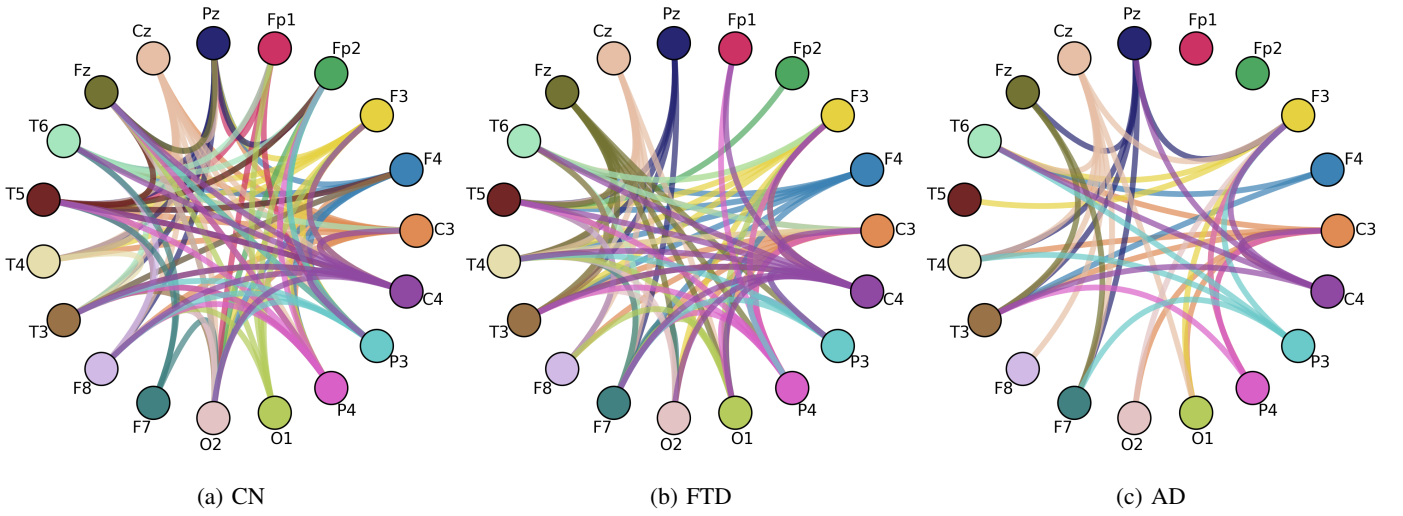 Pz
Fp1
Cz
Fp2
Fz
F3
T6
F4
T5
C3
T4
C4
T3
P3
F8
P4
F7
O2
O1
(a) CN
Pz
Fp1
Cz
Fp2
Fz
F3
T6
F4
T5
C3
T4
C4
T3
P3
F8
P4
F7
O2
O1
(b) FTD
Pz
Fp1
Cz
Fp2
Fz
F3
T6
F4
T5
C3
T4
C4
T3
P3
F8
P4
F7
O2
O1
(c) AD